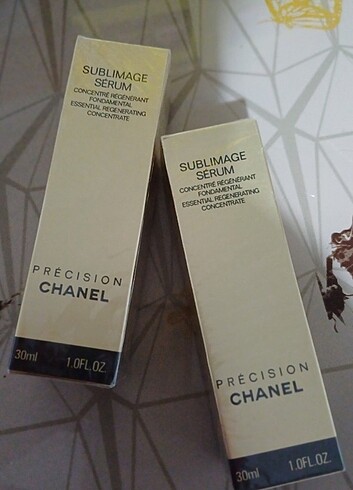 SUBLIMAGE
SÉRUM
CONCENTRÉ RÉGÉNÉRANT
FONDAMENTAL
ESSENTIAL REGENERATING
CONCENTRATE
PRÉCISION
CHANEL
30ml 1.0FL.OZ.
SUBLIMAGE
SÉRUM
CONCENTRÉ RÉGÉNÉRANT
FONDAMENTAL
ESSENTIAL REGENERATING
CONCENTRATE
PRÉCISION
CHANEL
30ml 1.0FL.OZ.